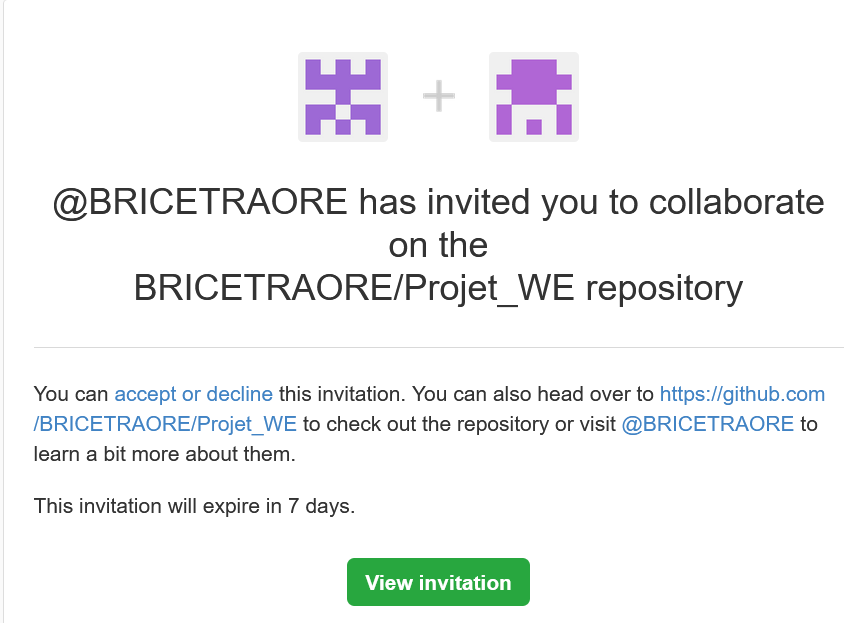 @BRICETRAORE has invited you to collaborate
on the
BRICETRAORE/Projet_WE repository
You can accept or decline this invitation. You can also head over to https://github.com
/BRICETRAORE/Projet_WE to check out the repository or visit @BRICETRAORE to
learn a bit more about them.
This invitation will expire in 7 days.
View invitation